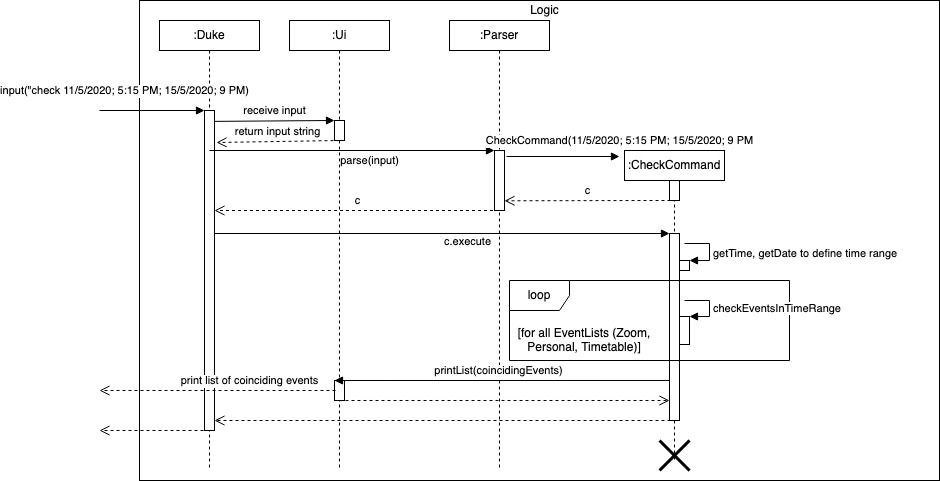 Logic
:Duke
:Ui
:Parser
input("check 11/5/2020; 5:15 PM; 15/5/2020; 9 PM)
receive input
return input string
CheckCommand(11/5/2020; 5:15 PM; 15/5/2020; 9 PM
parse(input)
:CheckCommand
c
c
c.execute
getTime, getDate to define time range
loop
checkEventsInTimeRange
[for all EventLists (Zoom,
Personal, Timetable)]
printList(coincidingEvents)
print list of coinciding events